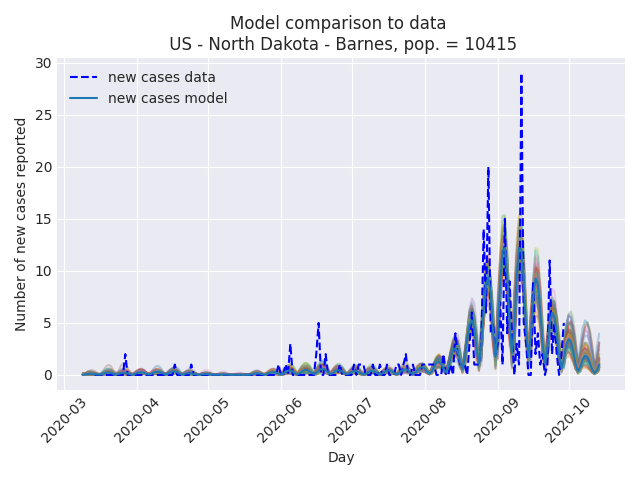 Model comparison to data
US - North Dakota - Barnes, pop. = 10415
new cases data
new cases model
Number of new cases reported
30
25
20
15
10
5
0
2020-03
2020-04
2020-05
2020-06
2020-07
2020-08
2020-09
2020-10
Day